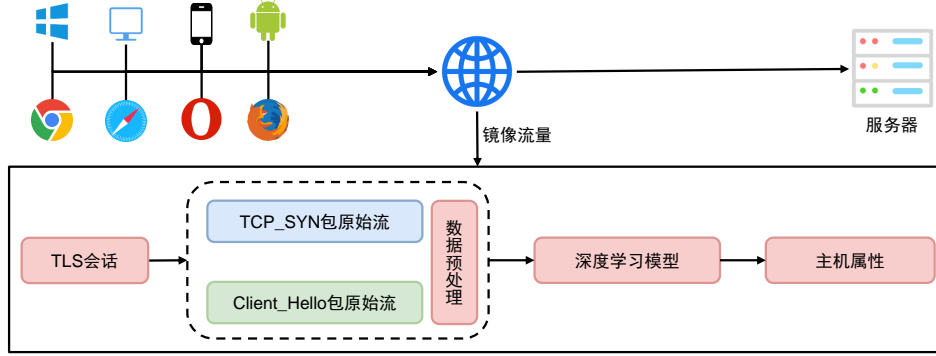 服务器
镜像流量
TLS会话
TCP_SYN包原始流
Client_Hello包原始流
数据预处理
深度学习模型
主机属性